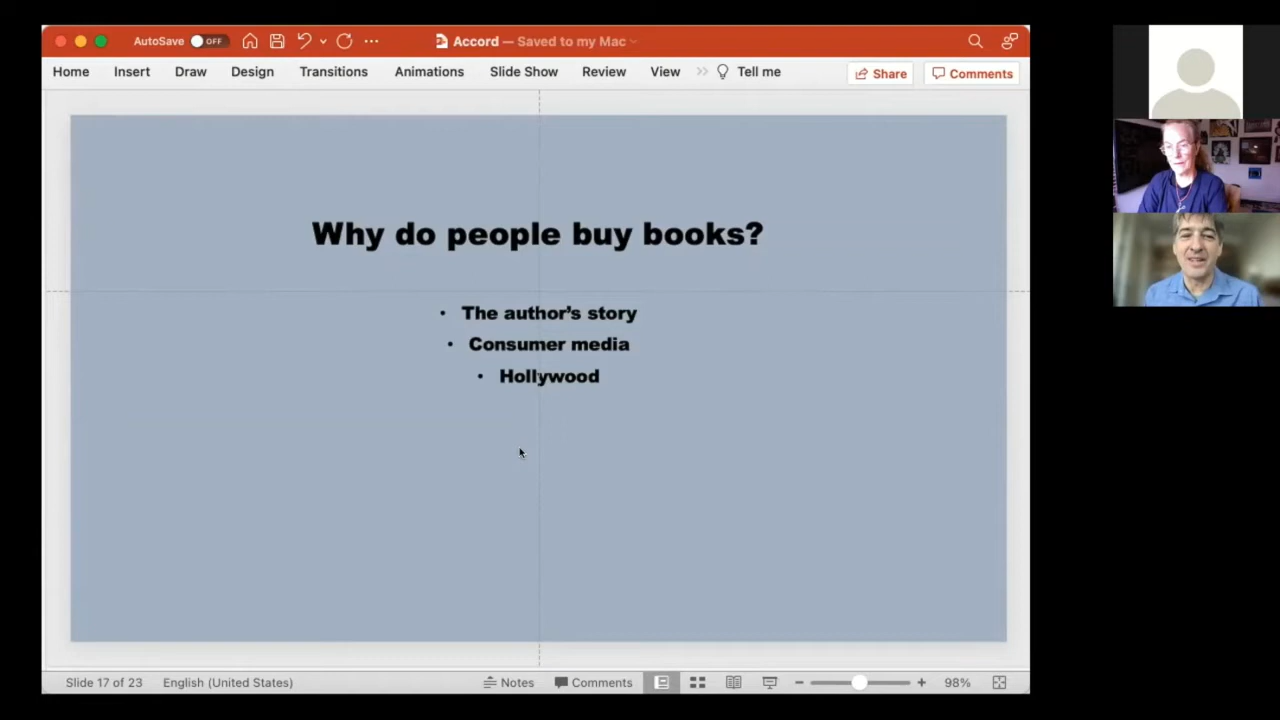 AutoSave OFF Accord — Saved to my Mac
Home Insert Draw Design Transitions Animations Slide Show Review View Tell me Share Comments
Why do people buy books?
• The author’s story
• Consumer media
• Hollywood
Slide 17 of 23 English (United States) Notes Comments 98%